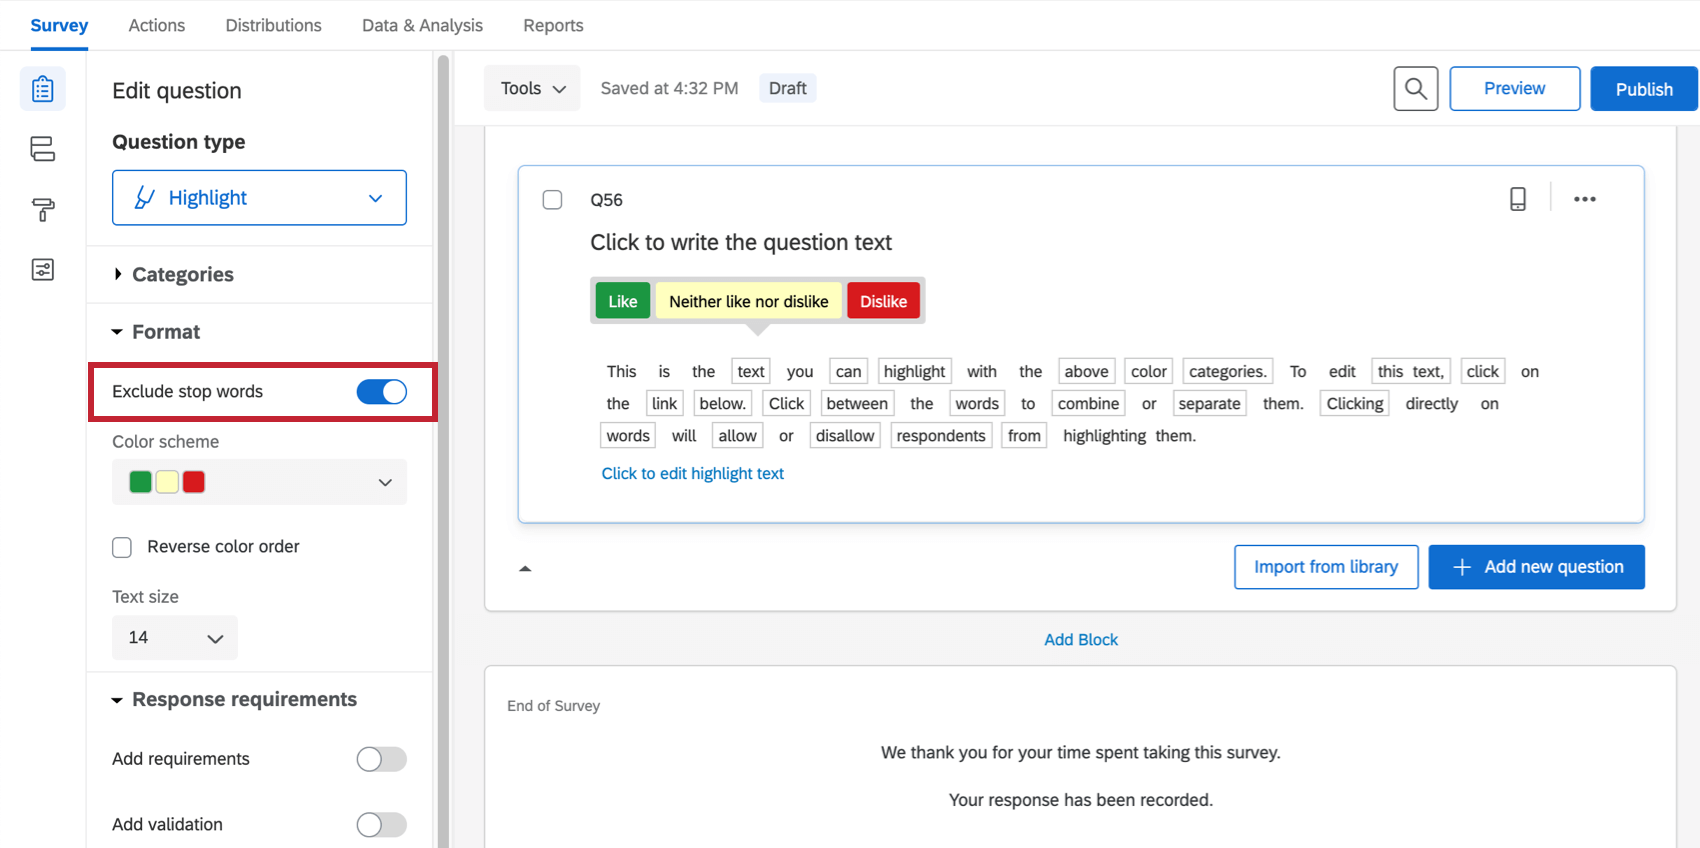 Survey Actions Distributions Data & Analysis Reports
Edit question
Question type
Highlight
Categories
Format
Exclude stop words
Color scheme
Reverse color order
Text size
14
Response requirements
Add requirements
Add validation
Tools Saved at 4:32 PM Draft Preview Publish
Q56
Click to write the question text
Like Neither like nor dislike Dislike
This is the text you can highlight with the above color categories. To edit this text, click on
the link below. Click between the words to combine or separate them. Clicking directly on
words will allow or disallow respondents from highlighting them.
Click to edit highlight text
Import from library + Add new question
Add Block
End of Survey
We thank you for your time spent taking this survey.
Your response has been recorded.